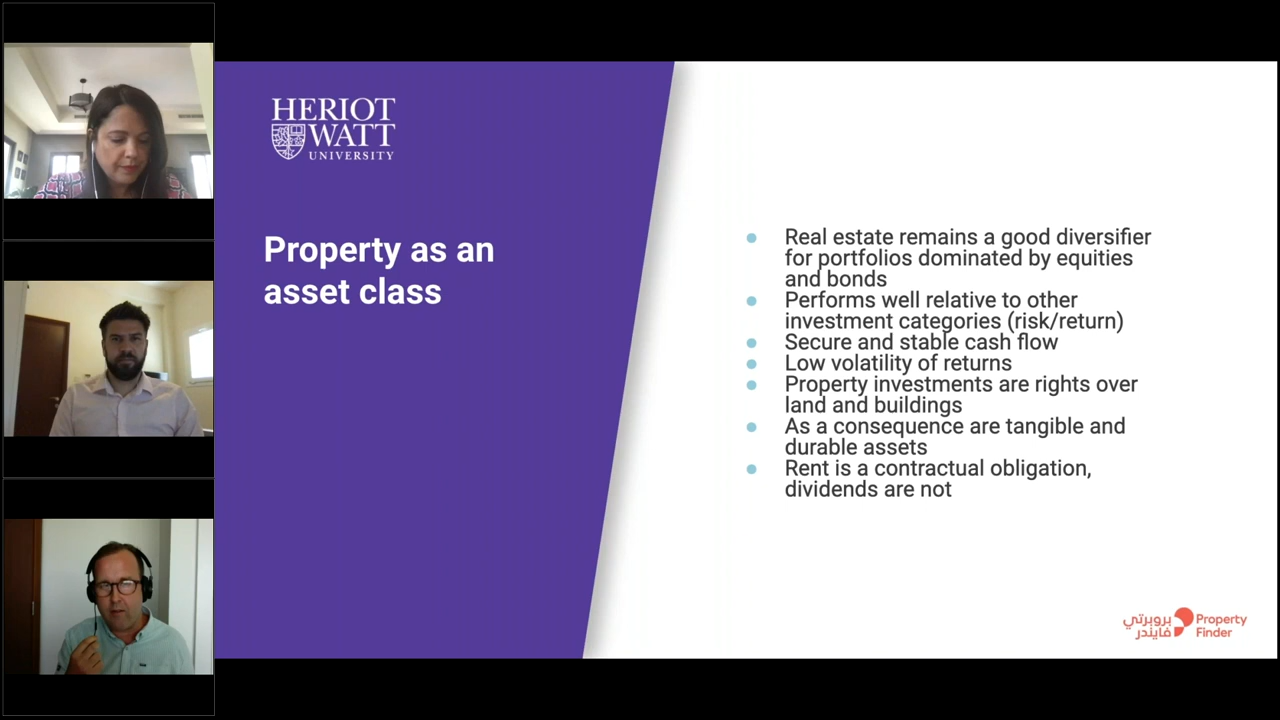 HERIOT
WATT
UNIVERSITY
Property as an
asset class
Real estate remains a good diversifier
for portfolios dominated by equities
and bonds
Performs well relative to other
investment categories (risk/return)
Secure and stable cash flow
Low volatility of returns
Property investments are rights over
land and buildings
As a consequence are tangible and
durable assets
Rent is a contractual obligation,
dividends are not
بروبرتي
فايندر
Property
Finder